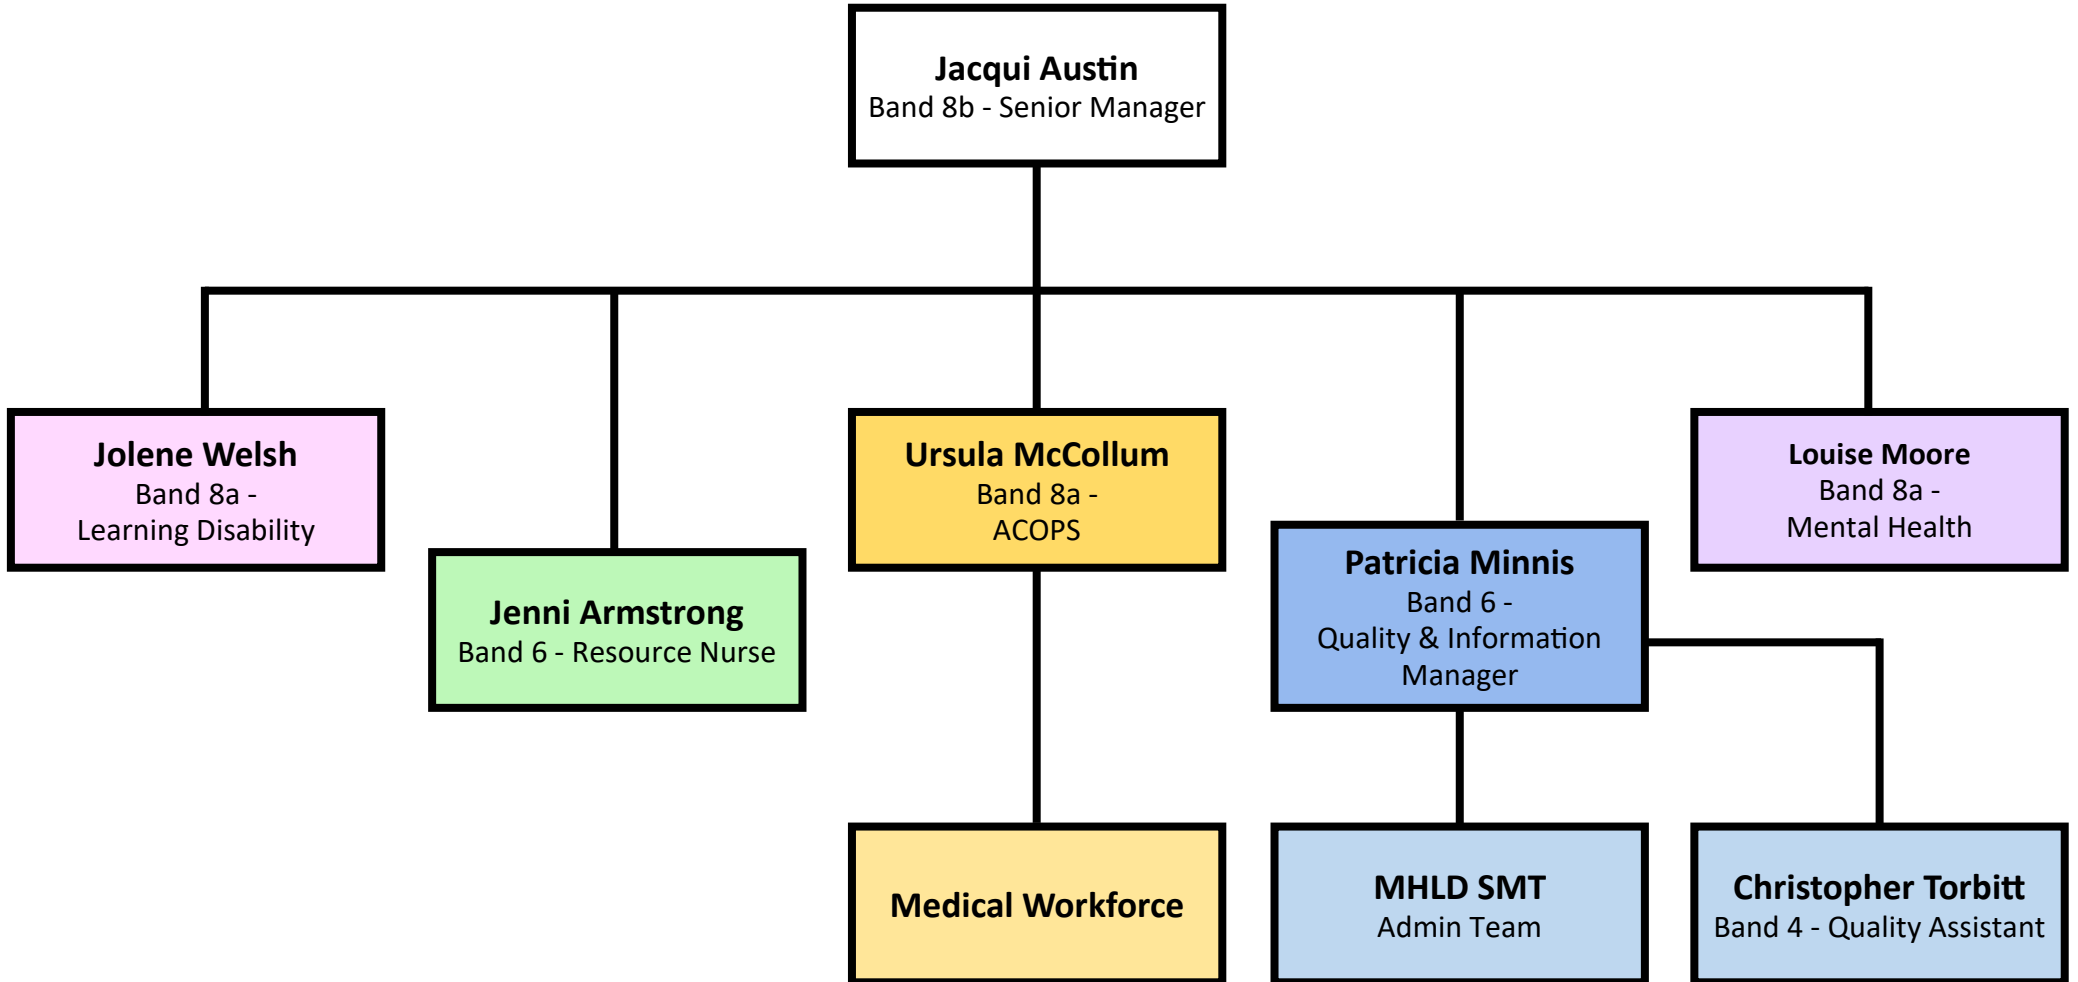 Jacqui Austin
Band 8b - Senior Manager
Jolene Welsh
Band 8a -
Learning Disability
Jenni Armstrong
Band 6 - Resource Nurse
Ursula McCollum
Band 8a -
ACOPS
Patricia Minnis
Band 6 -
Quality & Information
Manager
Louise Moore
Band 8a -
Mental Health
Medical Workforce
MHLD SMT
Admin Team
Christopher Torbitt
Band 4 - Quality Assistant